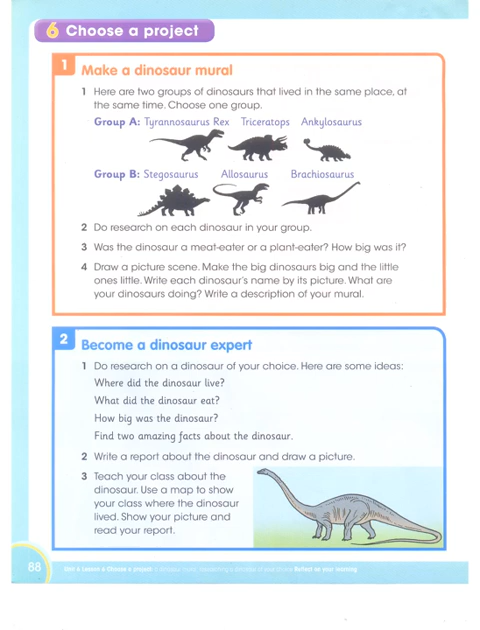 6 Choose a project
1
Make a dinosaur mural
1 Here are two groups of dinosaurs that lived in the same place, at
the same time. Choose one group.
Group A: Tyrannosaurus Rex Triceratops Ankylosaurus
Group B: Stegosaurus Allosaurus Brachiosaurus
2 Do research on each dinosaur in your group.
3 Was the dinosaur a meat-eater or a plant-eater? How big was it?
4 Draw a picture scene. Make the big dinosaurs big and the little
ones little. Write each dinosaur's name by its picture. What are
your dinosaurs doing? Write a description of your mural.
2
Become a dinosaur expert
1 Do research on a dinosaur of your choice. Here are some ideas:
Where did the dinosaur live?
What did the dinosaur eat?
How big was the dinosaur?
Find two amazing facts about the dinosaur.
2 Write a report about the dinosaur and draw a picture.
3 Teach your class about the
dinosaur. Use a map to show
your class where the dinosaur
lived. Show your picture and
read your report.
88 Unit 6 Lesson 6 Choose a project: a dinosaur mural, Reflect on your learning